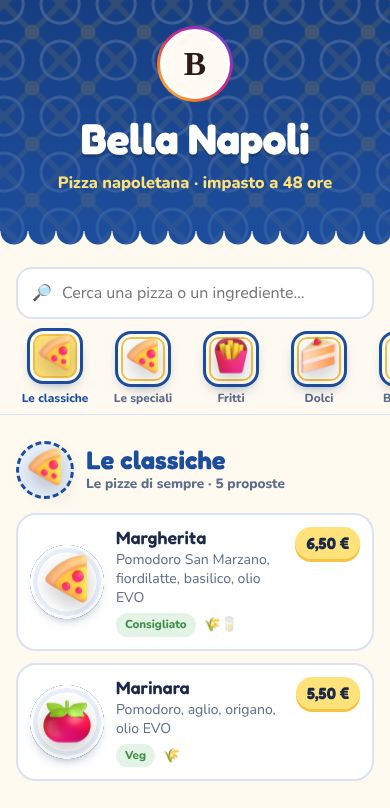 B
Bella Napoli
Pizza napoletana · impasto a 48 ore
Cerca una pizza o un ingrediente...
Le classiche
Le speciali
Fritti
Dolci
B
Le classiche
Le pizze di sempre · 5 proposte
Margherita
6,50 €
Pomodoro San Marzano,
fiordilatte, basilico, olio
EVO
Consigliato
Marinara
5,50 €
Pomodoro, aglio, origano,
olio EVO
Veg